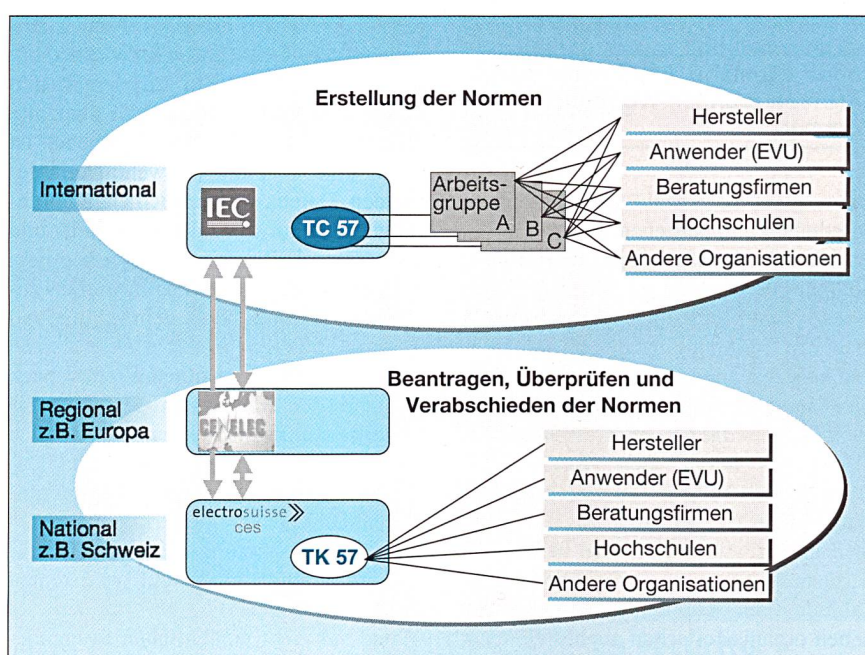 Erstellung der Normen
International
IEC
TC 57
Arbeits-
gruppe
A
B
C
Hersteller
Anwender (EVU)
Beratungsfirmen
Hochschulen
Andere Organisationen
Beantragen, Überprüfen und
Verabschieden der Normen
Regional
z.B. Europa
CENELEC
National
z.B. Schweiz
electrosuisse
ces
TK 57
Hersteller
Anwender (EVU)
Beratungsfirmen
Hochschulen
Andere Organisationen